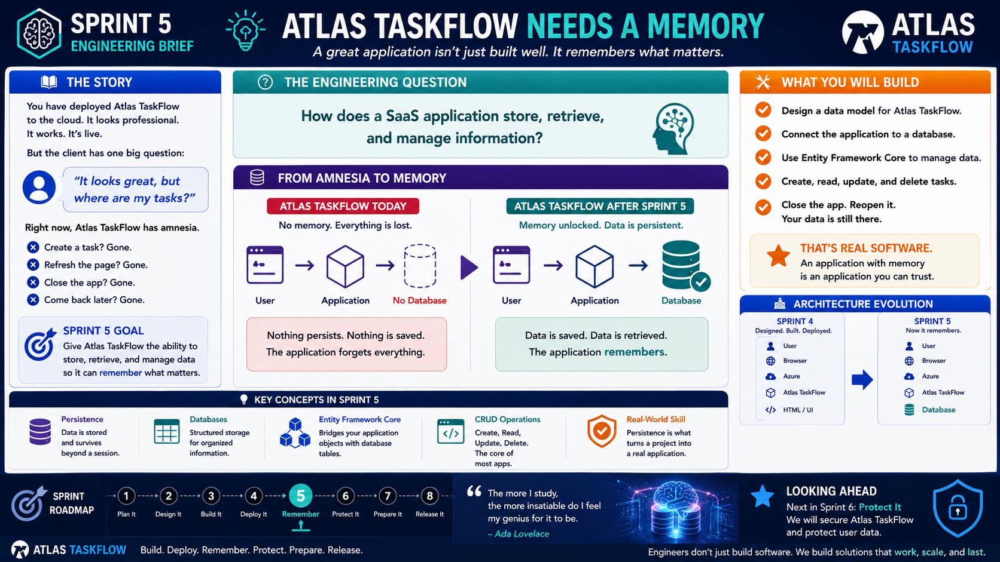 SPRINT 5
ENGINEERING BRIEF
ATLAS TASKFLOW NEEDS A MEMORY
A great application isn't just built well. It remembers what matters.
ATLAS
TASKFLOW
THE STORY
You have deployed Atlas TaskFlow
to the cloud. It looks professional.
It works. It's live.
But the client has one big question:
"It looks great, but
where are my tasks?"
Right now, Atlas TaskFlow has amnesia.
Create a task? Gone.
Refresh the page? Gone.
Close the app? Gone.
Come back later? Gone.
SPRINT 5 GOAL
Give Atlas TaskFlow the ability to
store, retrieve, and manage data
so it can remember what matters.
THE ENGINEERING QUESTION
How does a SaaS application store, retrieve,
and manage information?
FROM AMNESIA TO MEMORY
ATLAS TASKFLOW TODAY
No memory. Everything is lost.
User
Application
No Database
Nothing persists. Nothing is saved.
The application forgets everything.
ATLAS TASKFLOW AFTER SPRINT 5
Memory unlocked. Data is persistent.
User
Application
Database
Data is saved. Data is retrieved.
The application remembers.
WHAT YOU WILL BUILD
Design a data model for Atlas TaskFlow.
Connect the application to a database.
Use Entity Framework Core to manage data.
Create, read, update, and delete tasks.
Close the app. Reopen it.
Your data is still there.
THAT'S REAL SOFTWARE.
An application with memory
is an application you can trust.
ARCHITECTURE EVOLUTION
SPRINT 4
Designed. Built. Deployed.
User
Browser
Azure
Atlas TaskFlow
HTML / UI
SPRINT 5
Now it remembers.
User
Browser
Azure
Atlas TaskFlow
Database
KEY CONCEPTS IN SPRINT 5
Persistence
Data is stored
and survives
beyond a session.
Databases
Structured storage
for organized
information.
Entity Framework Core
Bridges your application
objects with database
tables.
CRUD Operations
Create, Read,
Update, Delete.
The core of
most apps.
Real-World Skill
Persistence is what
turns a project into
a real application.
SPRINT
ROADMAP
1
Plan It
2
Design It
3
Build It
4
Deploy It
5
Remember
6
Protect It
7
Prepare It
8
Release It
"The more I study,
the more insatiable do I feel
my genius for it to be.
– Ada Lovelace
LOOKING AHEAD
Next in Sprint 6: Protect It
We will secure Atlas TaskFlow
and protect user data.
ATLAS TASKFLOW
Build. Deploy. Remember. Protect. Prepare. Release.
Engineers don't just build software. We build solutions that work, scale, and last.